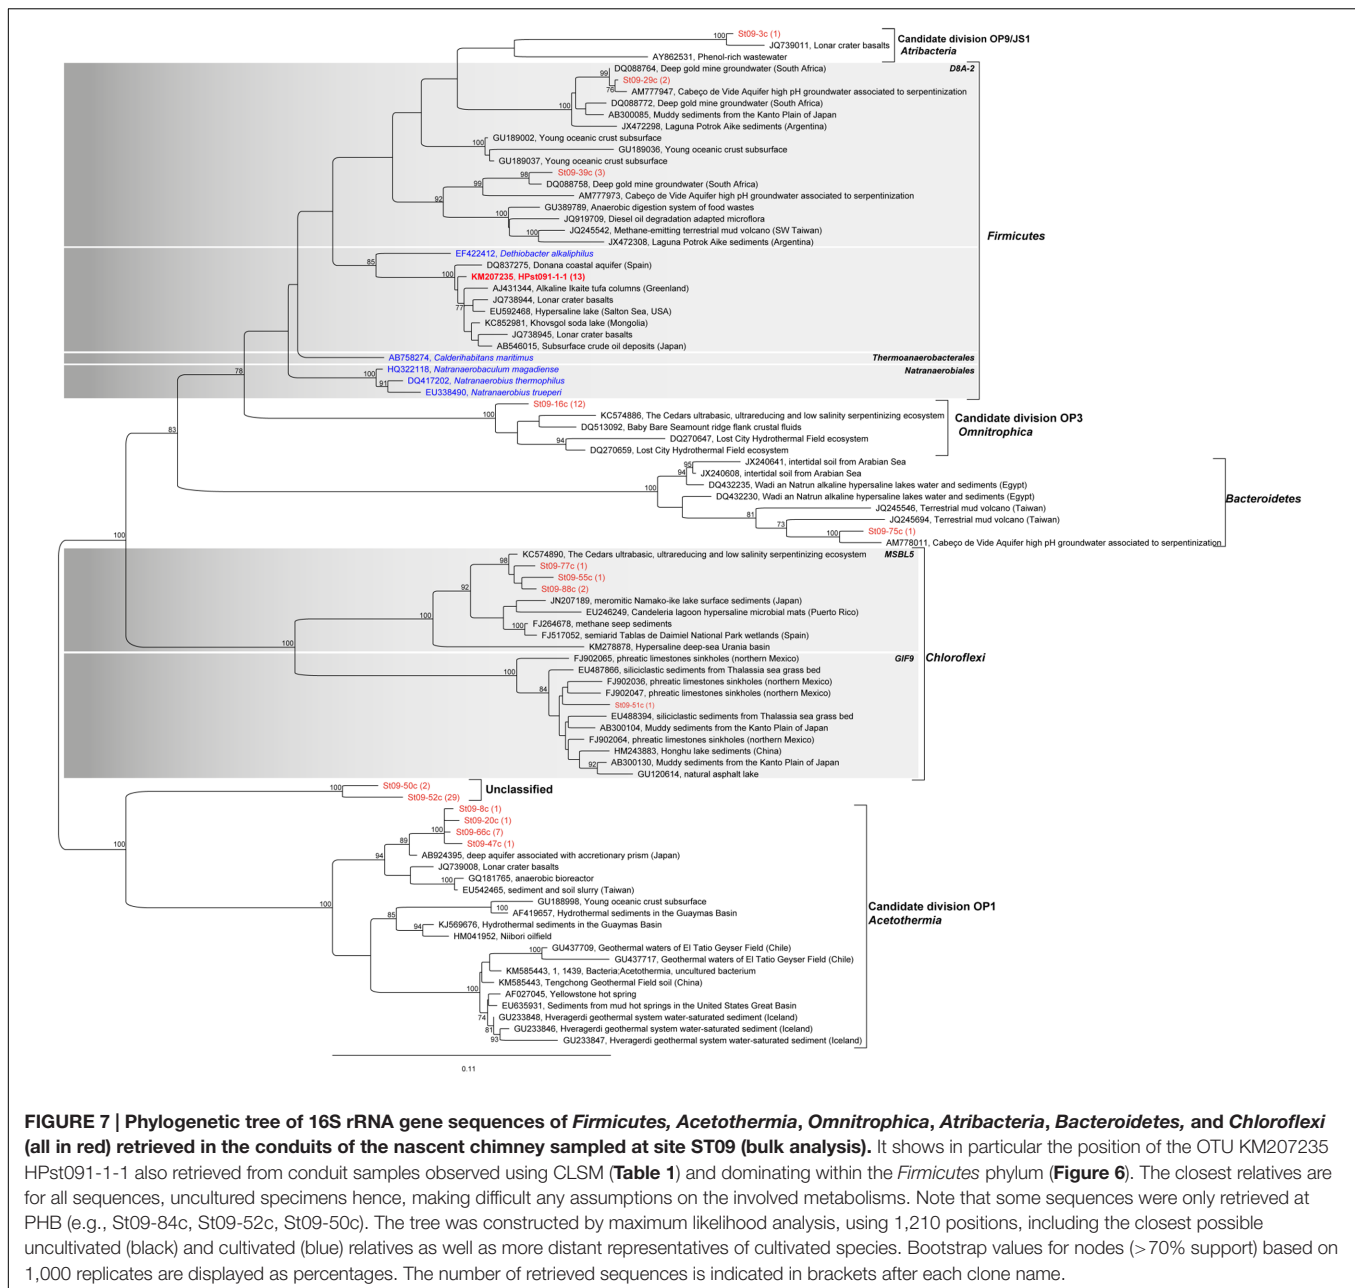 100
St09-3c (1)
JQ739011, Lonar crater basalts
AY862531, Phenol-rich wastewater
Candidate division OP9/JS1
Atribacteria
DQ088764, Deep gold mine groundwater (South Africa)
D8A-2
99
St09-29c (2)
76
AM777947, Cabeço de Vide Aquifer high pH groundwater associated to serpentinization
100
DQ088772, Deep gold mine groundwater (South Africa)
AB300085, Muddy sediments from the Kanto Plain of Japan
JX472298, Laguna Potrok Aike sediments (Argentina)
GU189002, Young oceanic crust subsurface
100
GU189036, Young oceanic crust subsurface
GU189037, Young oceanic crust subsurface
98
St09-39c (3)
99
DQ088758, Deep gold mine groundwater (South Africa)
92
AM777973, Cabeço de Vide Aquifer high pH groundwater associated to serpentinization
GU389789, Anaerobic digestion system of food wastes
100
JQ919709, Diesel oil degradation adapted microflora
JQ245542, Methane-emitting terrestrial mud volcano (SW Taiwan)
JX472308, Laguna Potrok Aike sediments (Argentina)
Firmicutes
EF422412, Dethiobacter alkaliphilus
85
DQ837275, Donana coastal aquifer (Spain)
100
KM207235, HPst091-1-1 (13)
AJ431344, Alkaline Ikaite tufa columns (Greenland)
JQ738944, Lonar crater basalts
77
EU592468, Hypersaline lake (Salton Sea, USA)
KC852981, Khovsgol soda lake (Mongolia)
JQ738945, Lonar crater basalts
AB546015, Subsurface crude oil deposits (Japan)
AB758274, Calderihabitans maritimus
Thermoanaerobacterales
78
100
HQ322118, Natranaerobaculum magadiense
Natranaerobiales
91
DQ417202, Natranaerobius thermophilus
EU338490, Natranaerobius trueperi
St09-16c (12)
100
KC574886, The Cedars ultrabasic, ultrareducing and low salinity serpentinizing ecosystem
DQ513092, Baby Bare Seamount ridge flank crustal fluids
94
DQ270647, Lost City Hydrothermal Field ecosystem
DQ270659, Lost City Hydrothermal Field ecosystem
Candidate division OP3
Omnitrophica
83
95
JX240641, intertidal soil from Arabian Sea
94
JX240608, intertidal soil from Arabian Sea
100
DQ432235, Wadi an Natrun alkaline hypersaline lakes water and sediments (Egypt)
DQ432230, Wadi an Natrun alkaline hypersaline lakes water and sediments (Egypt)
81
JQ245546, Terrestrial mud volcano (Taiwan)
73
JQ245694, Terrestrial mud volcano (Taiwan)
100
St09-75c (1)
AM778011, Cabeço de Vide Aquifer high pH groundwater associated to serpentinization
Bacteroidetes
100
KC574890, The Cedars ultrabasic, ultrareducing and low salinity serpentinizing ecosystem
MSBL5
98
St09-77c (1)
St09-55c (1)
92
St09-88c (2)
JN207189, meromitic Namako-ike lake surface sediments (Japan)
EU246249, Candeleria lagoon hypersaline microbial mats (Puerto Rico)
100
100
FJ264678, methane seep sediments
FJ517052, semiarid Tablas de Daimiel National Park wetlands (Spain)
100
KM278878, Hypersaline deep-sea Urania basin
FJ902065, phreatic limestones sinkholes (northern Mexico)
GIF9
Chloroflexi
100
EU487866, siliciclastic sediments from Thalassia sea grass bed
FJ902036, phreatic limestones sinkholes (northern Mexico)
84
FJ902047, phreatic limestones sinkholes (northern Mexico)
St09-51c (1)
EU488394, siliciclastic sediments from Thalassia sea grass bed
AB300104, Muddy sediments from the Kanto Plain of Japan
FJ902064, phreatic limestones sinkholes (northern Mexico)
HM243883, Honghu lake sediments (China)
92
AB300130, Muddy sediments from the Kanto Plain of Japan
GU120614, natural asphalt lake
100
St09-50c (2)
St09-52c (29)
Unclassified
100
St09-8c (1)
St09-20c (1)
100
St09-66c (7)
89
St09-47c (1)
94
AB924395, deep aquifer associated with accretionary prism (Japan)
JQ739008, Lonar crater basalts
100
GQ181765, anaerobic bioreactor
EU542465, sediment and soil slurry (Taiwan)
100
GU188998, Young oceanic crust subsurface
85
100
AF419657, Hydrothermal sediments in the Guaymas Basin
94
KJ569676, Hydrothermal sediments in the Guaymas Basin
HM041952, Niibori oilfield
Candidate division OP1
Acetothermia
100
GU437709, Geothermal waters of El Tatio Geyser Field (Chile)
GU437717, Geothermal waters of El Tatio Geyser Field (Chile)
KM585443, 1, 1439, Bacteria;Acetothermia, uncultured bacterium
100
KM585443, Tengchong Geothermal Field soil (China)
AF027045, Yellowstone hot spring
EU635931, Sediments from mud hot springs in the United States Great Basin
74
GU233848, Hveragerdi geothermal system water-saturated sediment (Iceland)
81
GU233846, Hveragerdi geothermal system water-saturated sediment (Iceland)
93
GU233847, Hveragerdi geothermal system water-saturated sediment (Iceland)
0.11
FIGURE 7 | Phylogenetic tree of 16S rRNA gene sequences of Firmicutes, Acetothermia, Omnitrophica, Atribacteria, Bacteroidetes, and Chloroflexi
(all in red) retrieved in the conduits of the nascent chimney sampled at site ST09 (bulk analysis). It shows in particular the position of the OTU KM207235
HPst091-1-1 also retrieved from conduit samples observed using CLSM (Table 1) and dominating within the Firmicutes phylum (Figure 6). The closest relatives are
for all sequences, uncultured specimens hence, making difficult any assumptions on the involved metabolisms. Note that some sequences were only retrieved at
PHB (e.g., St09-84c, St09-52c, St09-50c). The tree was constructed by maximum likelihood analysis, using 1,210 positions, including the closest possible
uncultivated (black) and cultivated (blue) relatives as well as more distant representatives of cultivated species. Bootstrap values for nodes (>70% support) based on
1,000 replicates are displayed as percentages. The number of retrieved sequences is indicated in brackets after each clone name.